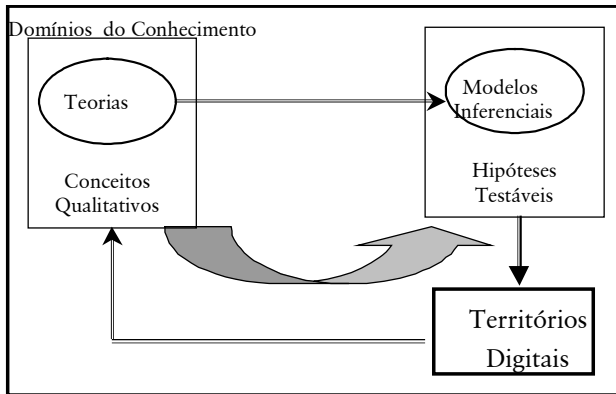 Domínios do Conhecimento
Teorias
Conceitos
Qualitativos
Modelos
Inferenciais
Hipóteses
Testáveis
Territórios
Digitais